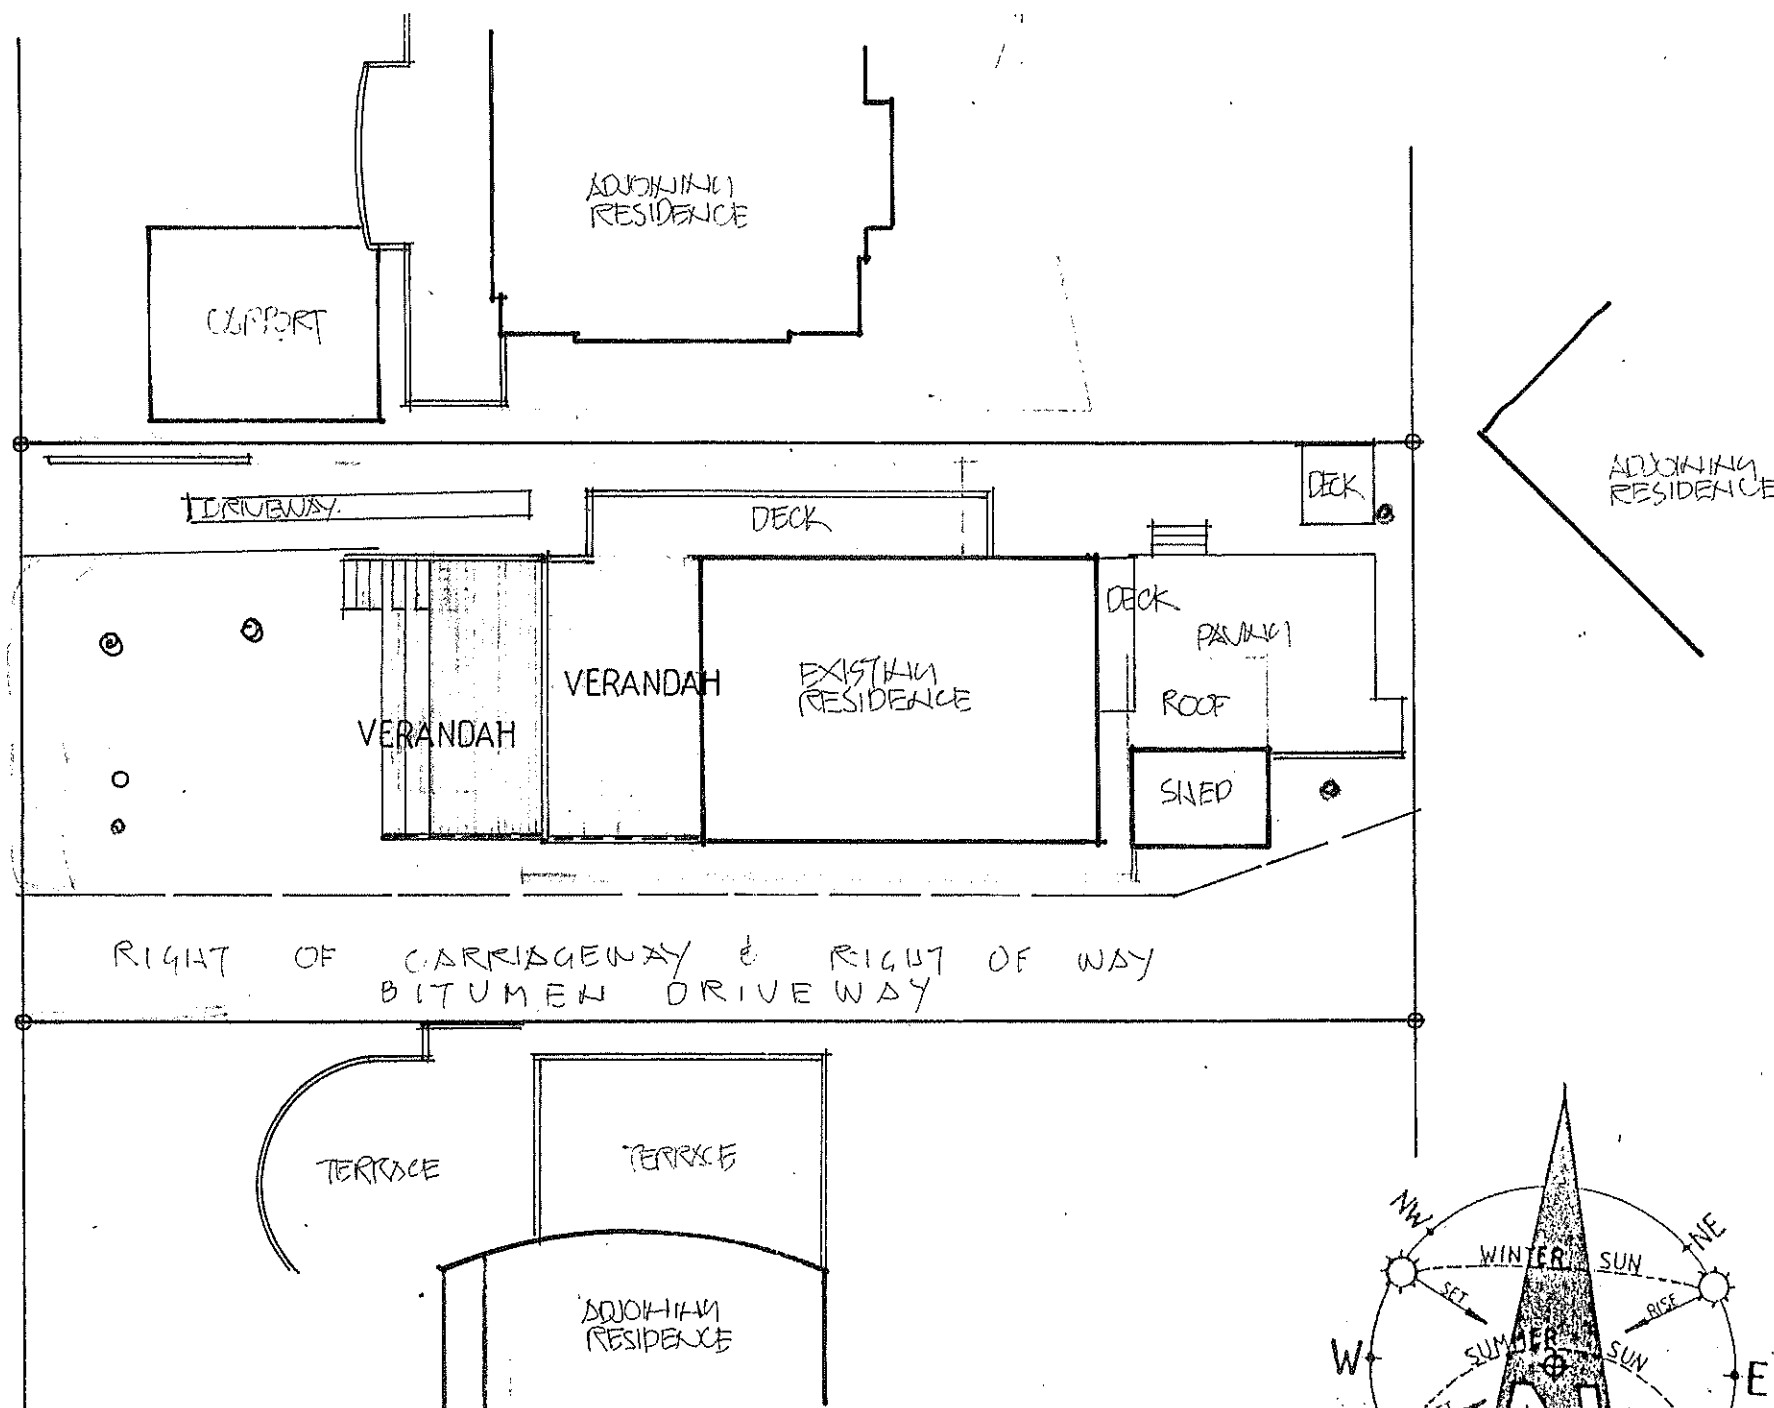 ADJOINING
RESIDENCE
CARPORT
ADJOINING
RESIDENCE
DRIVEWAY.
DECK
DECK
DECK
PAVING
VERANDAH
EXISTING
RESIDENCE
ROOF
VERANDAH
SHED
RIGHT OF CARRIAGEWAY & RIGHT OF WAY
BITUMEN DRIVEWAY
TERRACE
TERRACE
ADJOINING
RESIDENCE
NW
NE
WINTER SUN
SET
RISE
SUMMER SUN
W
E